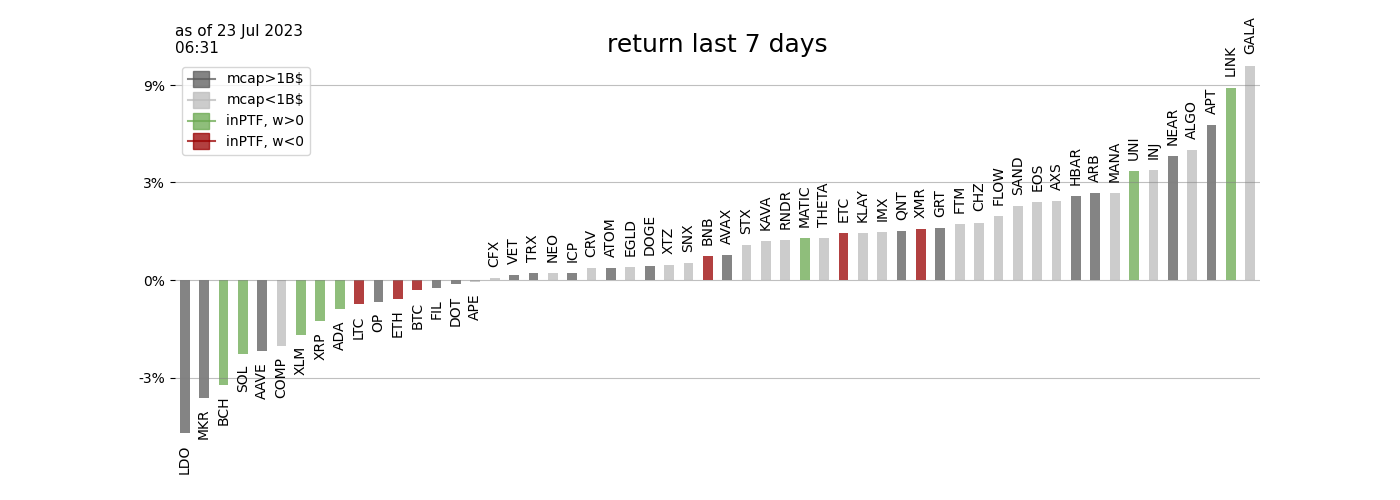 as of 23 Jul 2023
06:31
return last 7 days
mcap>1B$
mcap<1B$
inPTF, w>0
inPTF, w<0
9%
3%
0%
-3%
LDO
MKR
BCH
SOL
AAVE
COMP
XLM
XRP
ADA
LTC
OP
ETH
BTC
FIL
DOT
APE
CFX
VET
TRX
NEO
ICP
CRV
ATOM
EGLD
DOGE
XTZ
SNX
BNB
AVAX
STX
KAVA
RNDR
MATIC
THETA
ETC
KLAY
IMX
QNT
XMR
GRT
FTM
CHZ
FLOW
SAND
EOS
AXS
HBAR
ARB
MANA
UNI
INJ
NEAR
ALGO
APT
LINK
GALA